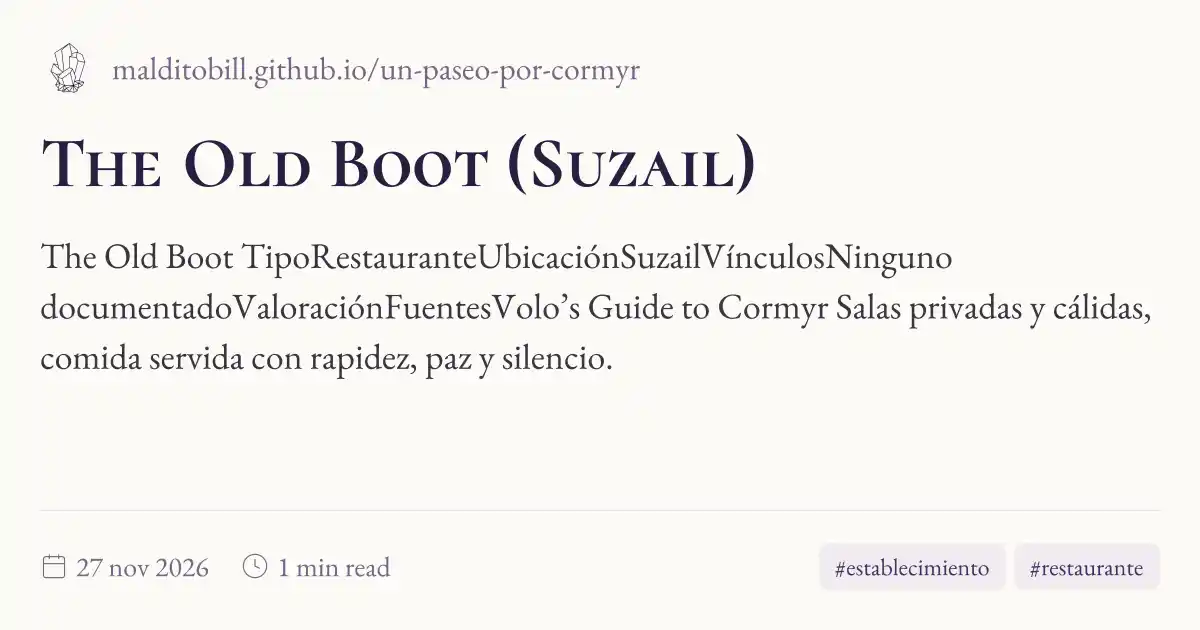 malditobill.github.io/un-paseo-por-cormyr
The Old Boot (Suzail)
The Old Boot TipoRestauranteUbicaciónSuzailVínculosNinguno
documentadoValoraciónFuentesVolo’s Guide to Cormyr Salas privadas y cálidas,
comida servida con rapidez, paz y silencio.
27 nov 2026 1 min read #establecimiento #restaurante